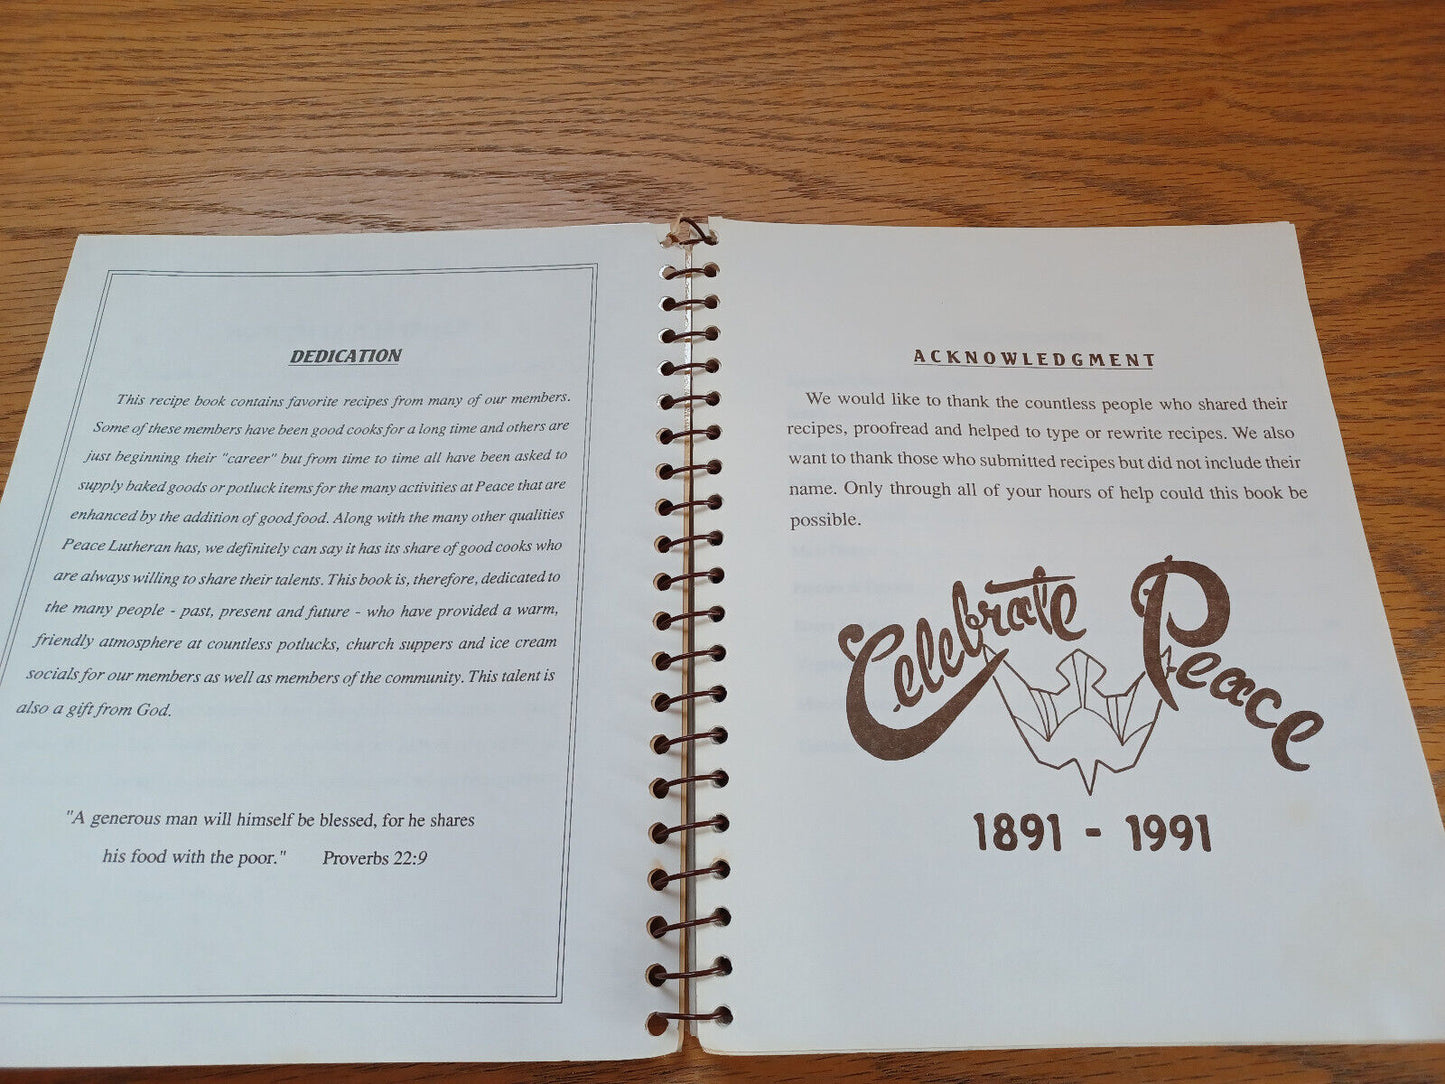 DEDICATION
This recipe book contains favorite recipes from many of our members.
Some of these members have been good cooks for a long time and others are
just beginning their "career" but from time to time all have been asked to
supply baked goods or potluck items for the many activities at Peace that are
enhanced by the addition of good food. Along with the many other qualities
Peace Lutheran has, we definitely can say it has its share of good cooks who
are always willing to share their talents. This book is, therefore, dedicated to
the many people - past, present and future - who have provided a warm,
friendly atmosphere at countless potlucks, church suppers and ice cream
socials for our members as well as members of the community. This talent is
also a gift from God.
"A generous man will himself be blessed, for he shares
his food with the poor." Proverbs 22:9
ACKNOWLEDGMENT
We would like to thank the countless people who shared their
recipes, proofread and helped to type or rewrite recipes. We also
want to thank those who submitted recipes but did not include their
name. Only through all of your hours of help could this book be
possible.
Celebrate Peace
1891 - 1991